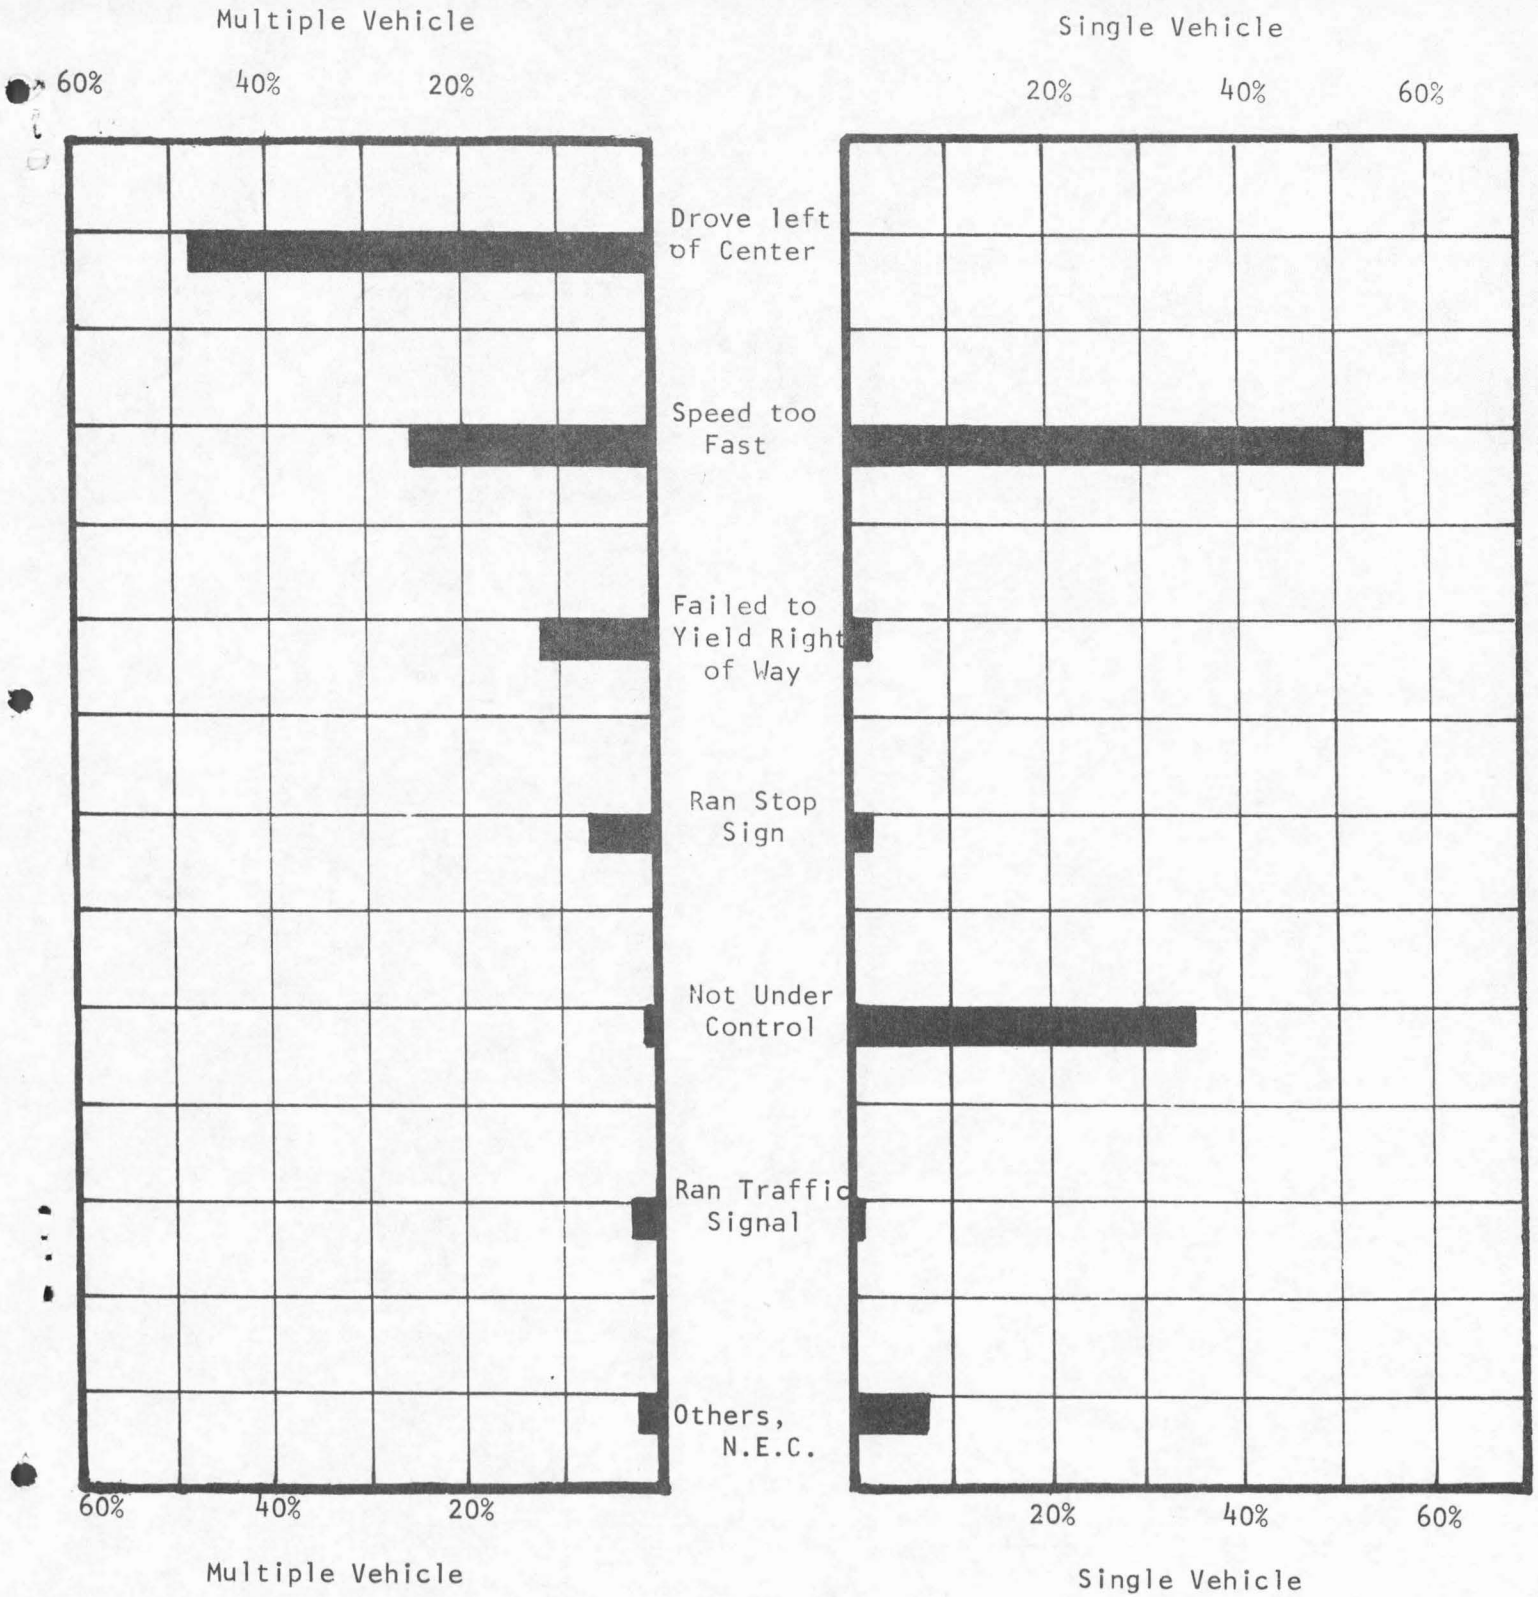 Multiple Vehicle
Single Vehicle
60% 40% 20%
20% 40% 60%
Drove left
of Center
Speed too
Fast
Failed to
Yield Right
of Way
Ran Stop
Sign
Not Under
Control
Ran Traffic
Signal
Others,
N.E.C.
60% 40% 20%
20% 40% 60%
Multiple Vehicle
Single Vehicle